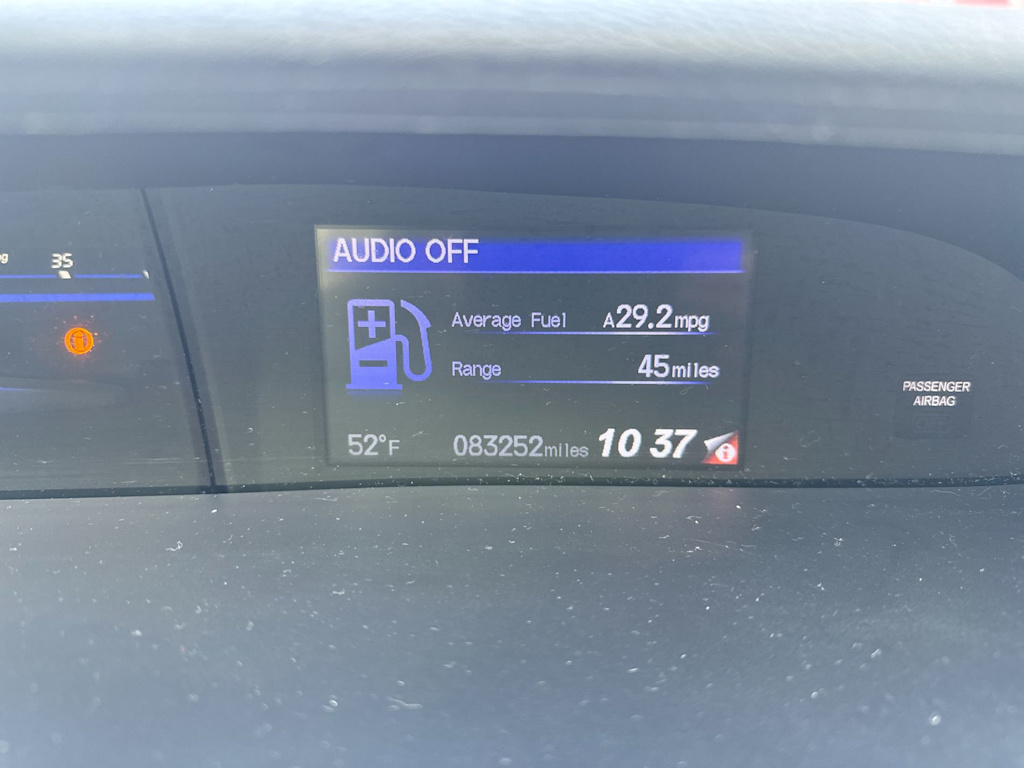 AUDIO OFF
35
Average Fuel A29.2mpg
Range 45miles
PASSENGER
AIRBAG
52°F 083252miles 10 37